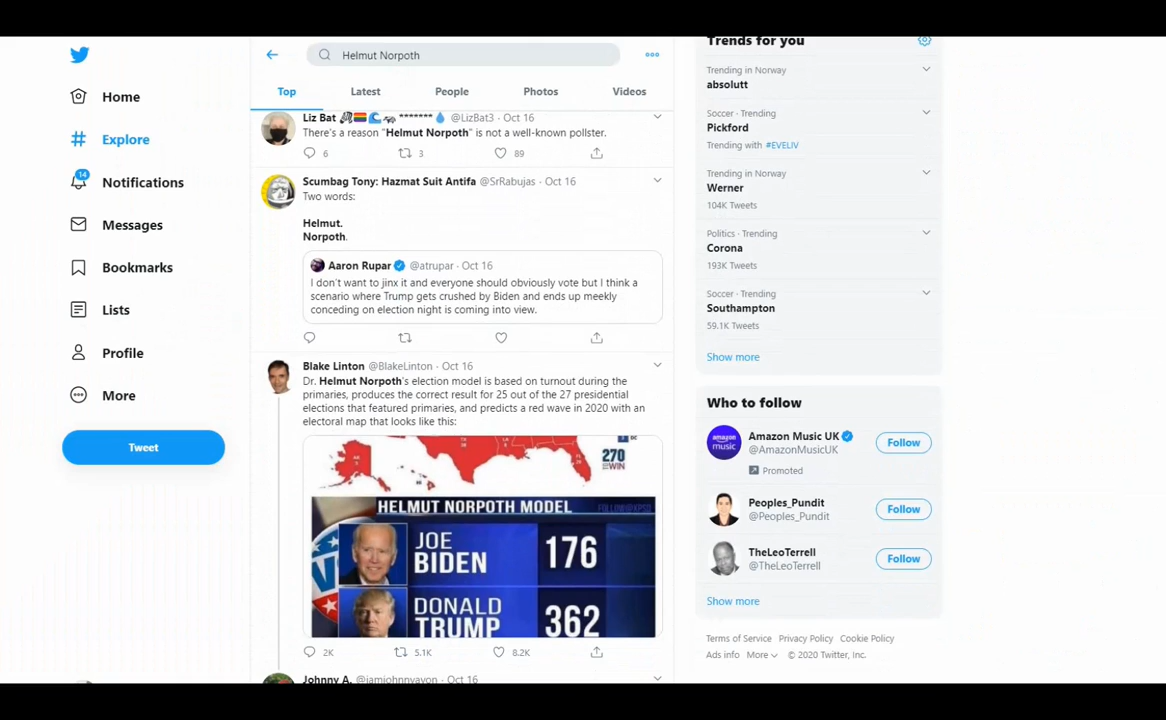 Helmut Norpoth
Home
Explore
14
Notifications
Messages
Bookmarks
Lists
Profile
More
Tweet
Top
Latest
People
Photos
Videos
Liz Bat ******* @LizBat3 · Oct 16
There's a reason "Helmut Norpoth" is not a well-known pollster.
6
3
89
Scumbag Tony: Hazmat Suit Antifa @SrRabujas · Oct 16
Two words:
Helmut.
Norpoth.
Aaron Rupar @atrupar · Oct 16
I don't want to jinx it and everyone should obviously vote but I think a
scenario where Trump gets crushed by Biden and ends up meekly
conceding on election night is coming into view.
Blake Linton @BlakeLinton · Oct 16
Dr. Helmut Norpoth's election model is based on turnout during the
primaries, produces the correct result for 25 out of the 27 presidential
elections that featured primaries, and predicts a red wave in 2020 with an
electoral map that looks like this:
270
TOWIN
HELMUT NORPOTH MODEL
JOE
BIDEN
176
DONALD
TRUMP
362
2K
5.1K
8.2K
Johnny A. @jamiohnnyavon · Oct 16
Trends for you
Trending in Norway
absolutt
Soccer · Trending
Pickford
Trending with #EVELIV
Trending in Norway
Werner
104K Tweets
Politics · Trending
Corona
193K Tweets
Soccer · Trending
Southampton
59.1K Tweets
Show more
Who to follow
amazon
music
Amazon Music UK
@AmazonMusicUK
Promoted
Follow
Peoples_Pundit
@Peoples_Pundit
Follow
TheLeoTerrell
@TheLeoTerrell
Follow
Show more
Terms of Service Privacy Policy Cookie Policy
Ads info More © 2020 Twitter, Inc.